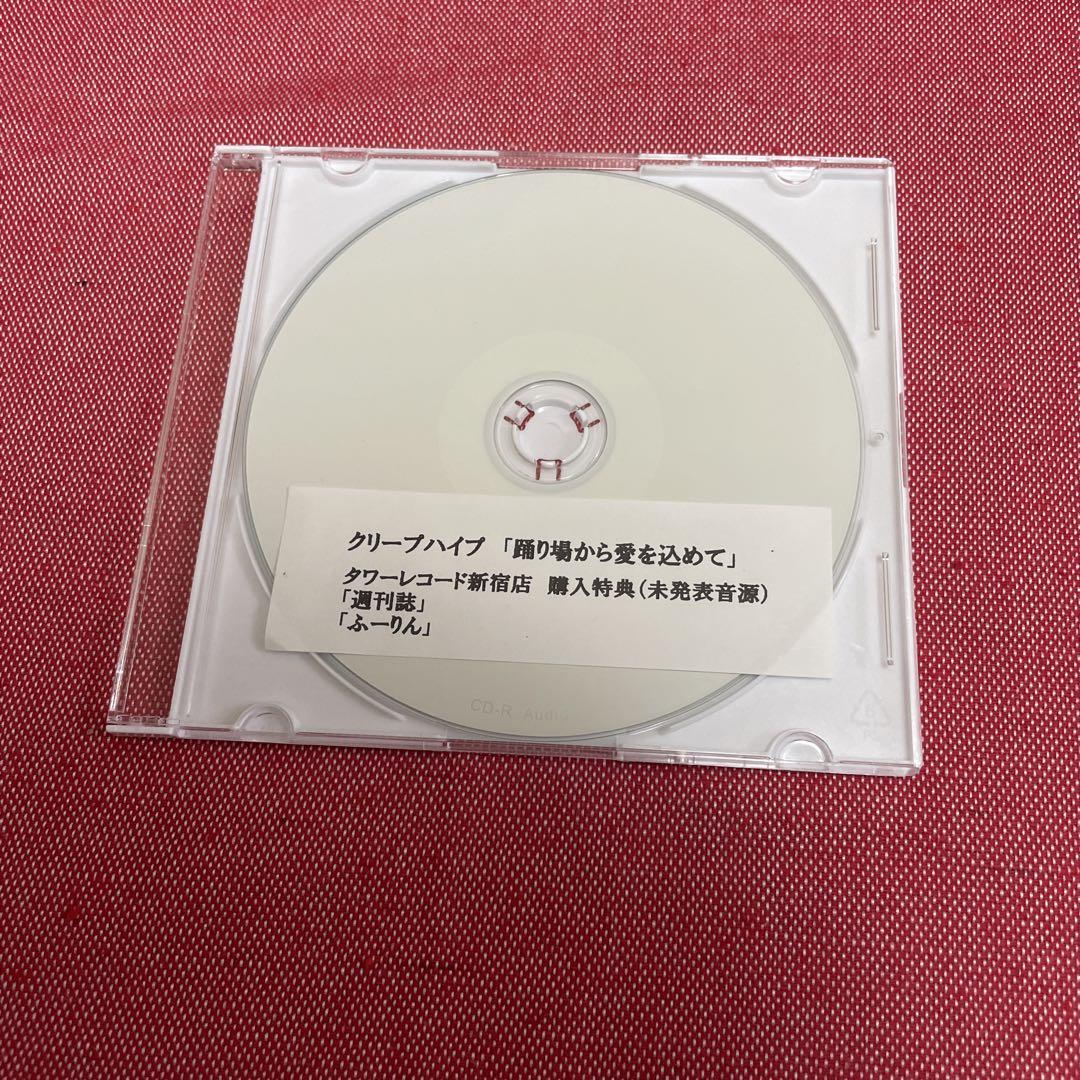 クリープハイプ 「踊り場から愛を込めて」
タワーレコード新宿店 購入特典(未発表音源)
「週刊誌」
「ふーりん」
CD-R Audio
6